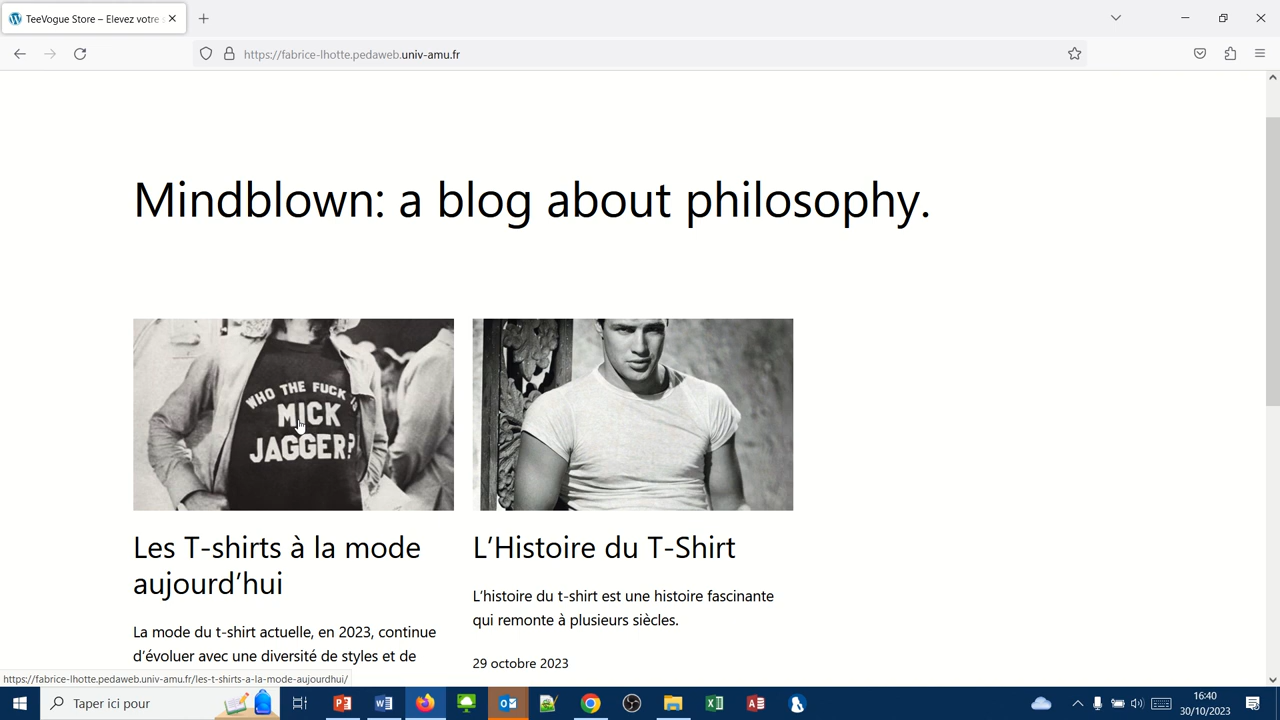 TeeVogue Store – Elevez votre s
https://fabrice-lhotte.pedaweb.univ-amu.fr
Mindblown: a blog about philosophy.
WHO THE FUCK IS
MICK
JAGGER?
Les T-shirts à la mode
aujourd'hui
La mode du t-shirt actuelle, en 2023, continue
d'évoluer avec une diversité de styles et de
L'Histoire du T-Shirt
L'histoire du t-shirt est une histoire fascinante
qui remonte à plusieurs siècles.
29 octobre 2023
https://fabrice-lhotte.pedaweb.univ-amu.fr/les-t-shirts-a-la-mode-aujourdhui/
Taper ici pour
16:40
30/10/2023